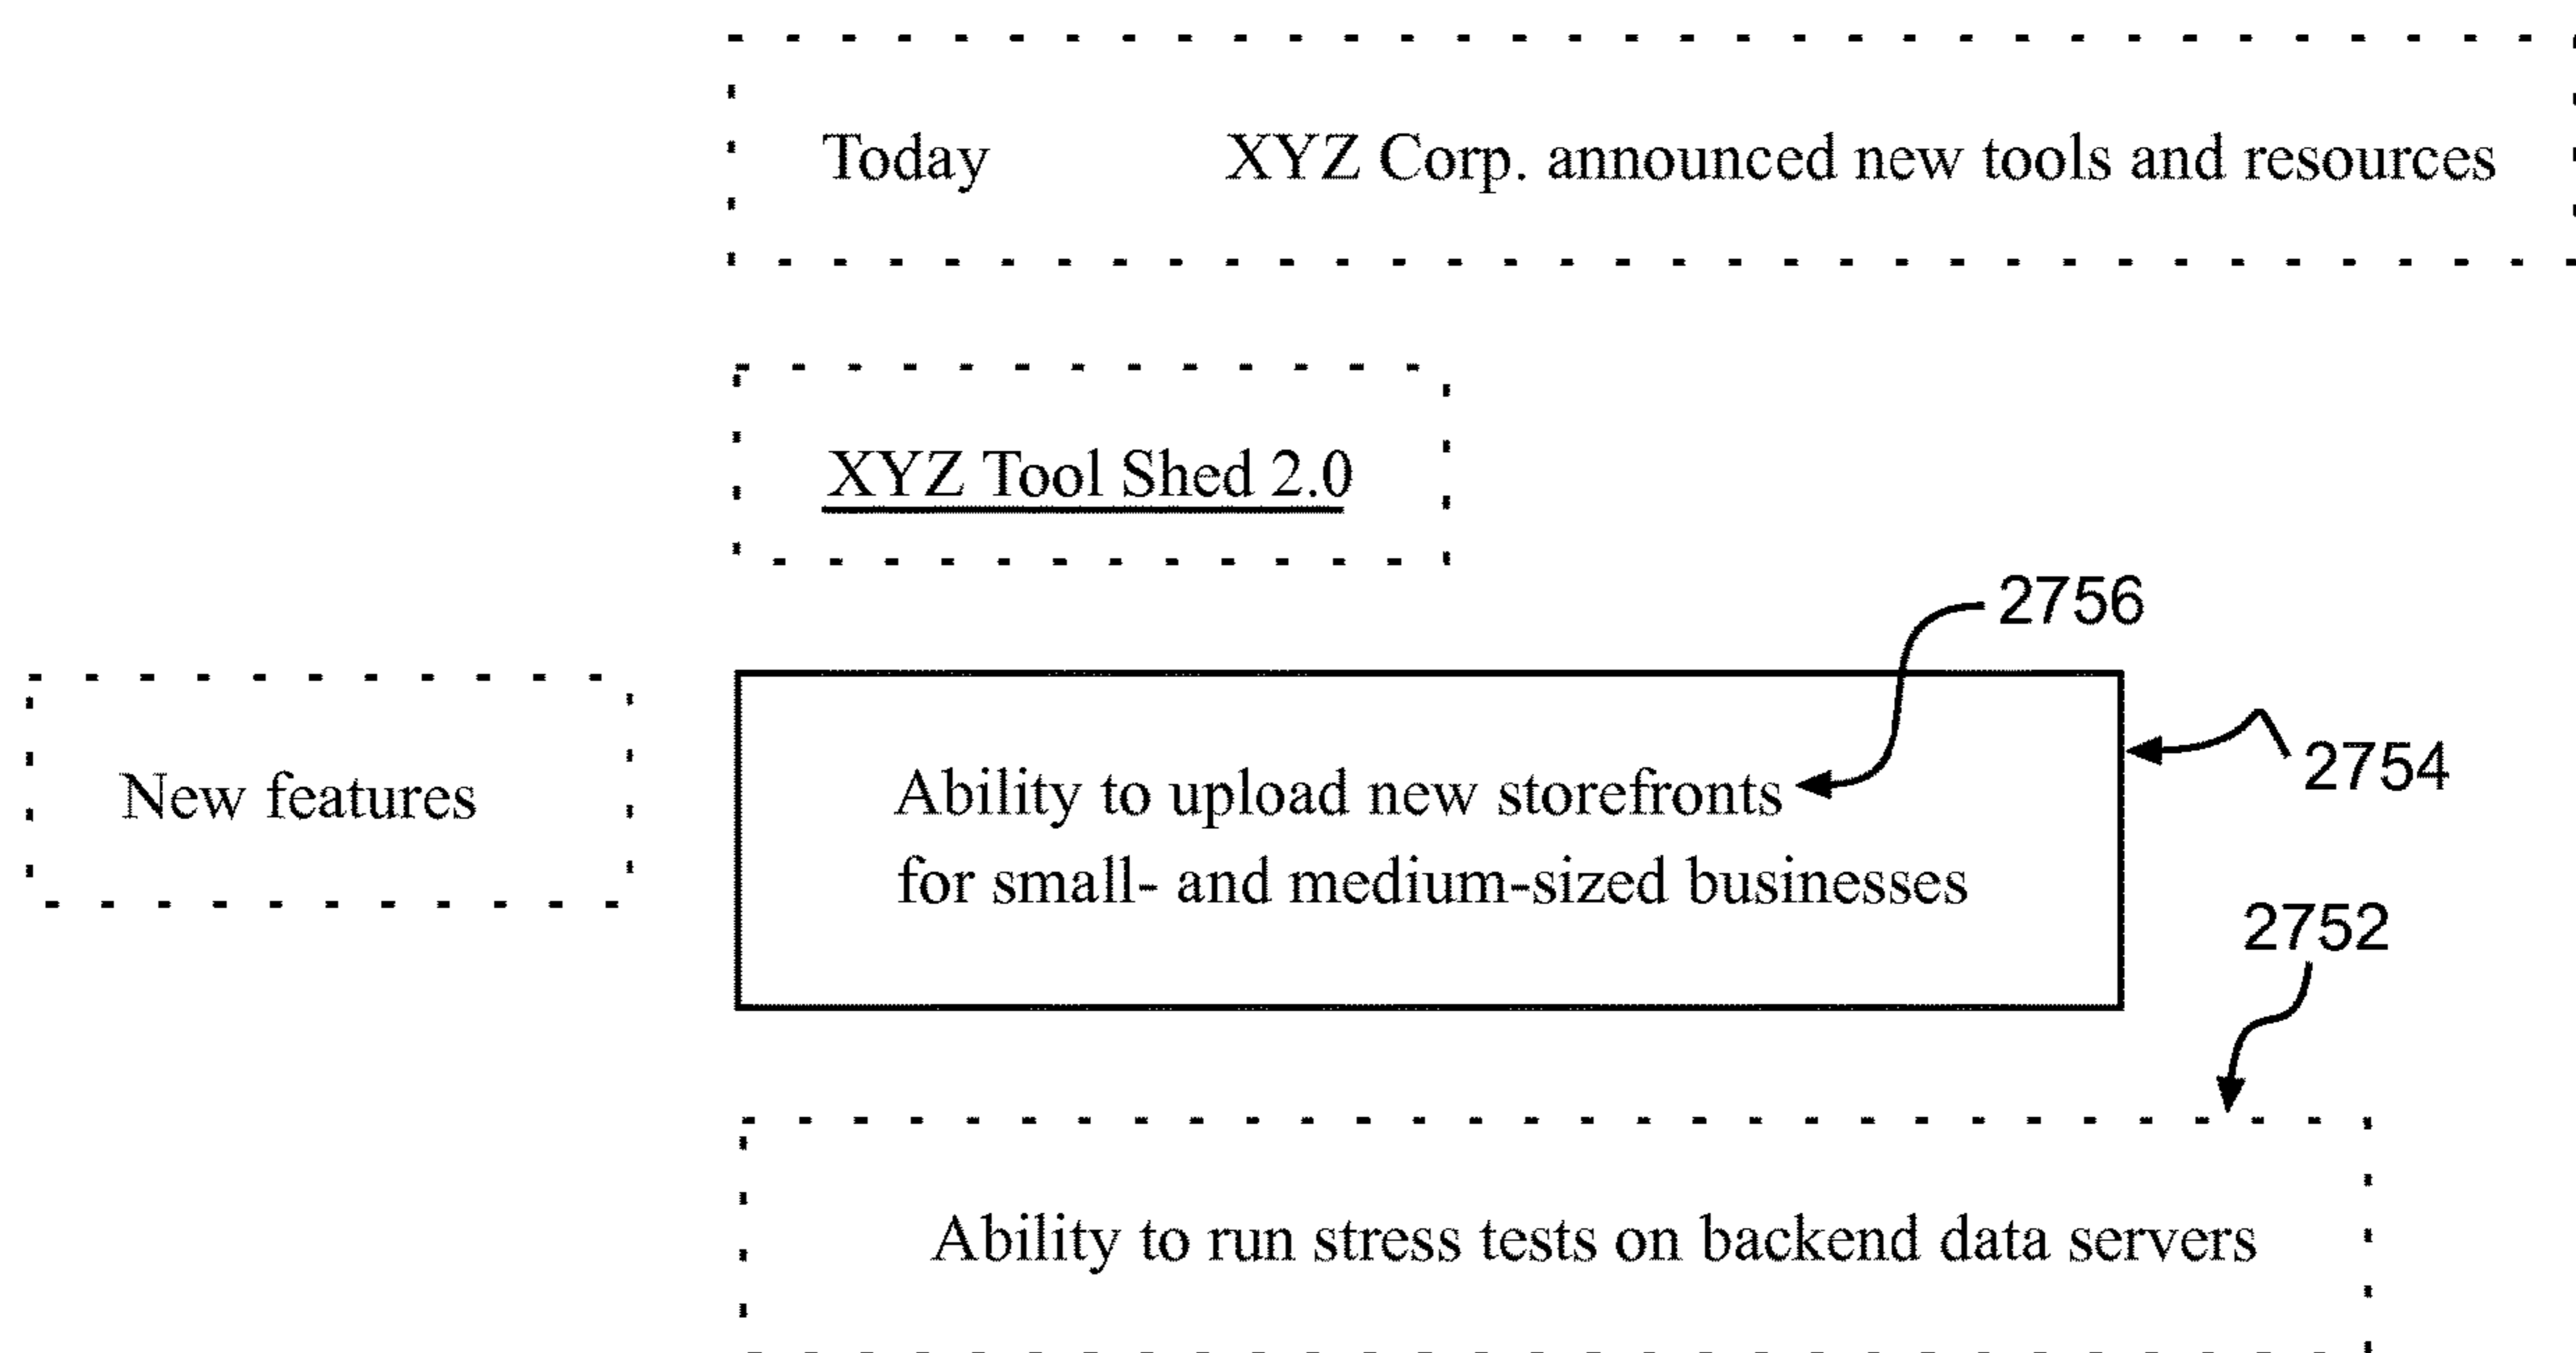 Today XYZ Corp. announced new tools and resources
XYZ Tool Shed 2.0
2756
New features
Ability to upload new storefronts
for small- and medium-sized businesses
2754
2752
Ability to run stress tests on backend data servers